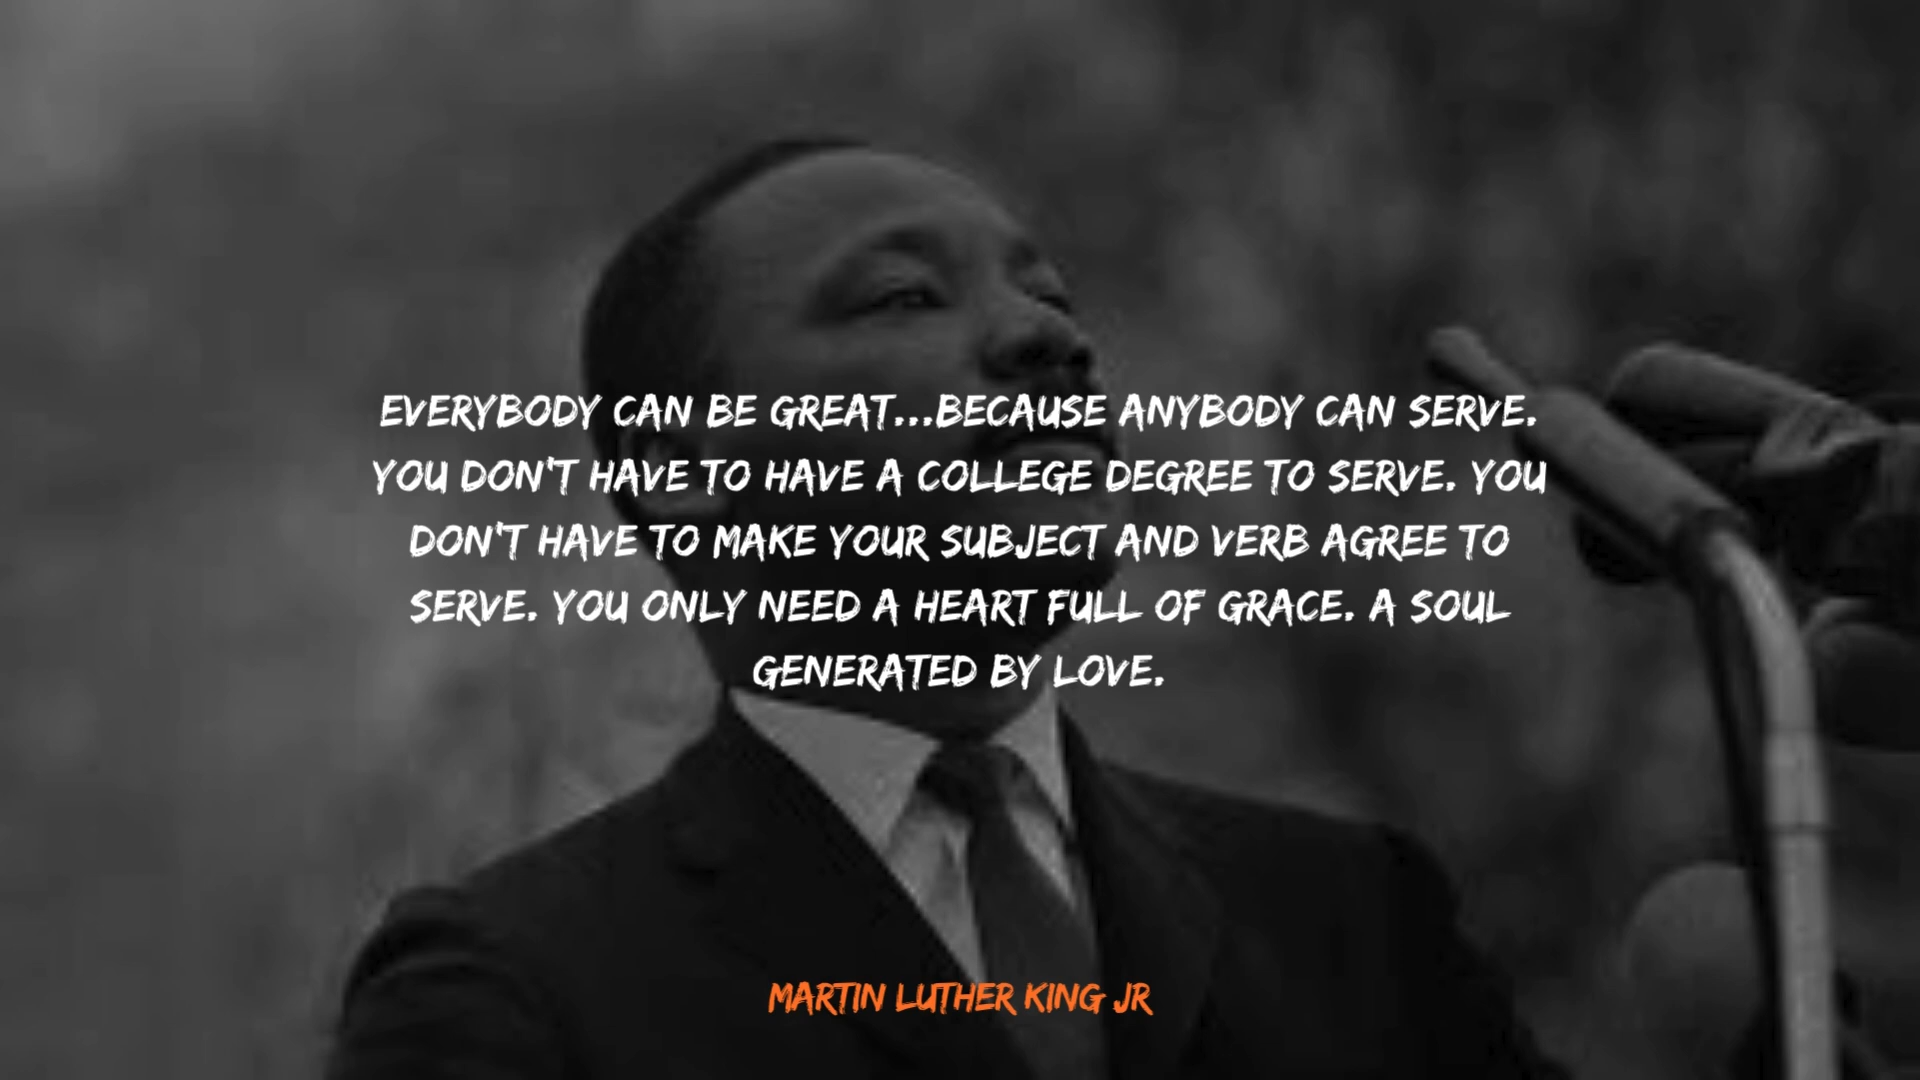 EVERYBODY CAN BE GREAT...BECAUSE ANYBODY CAN SERVE.
YOU DON'T HAVE TO HAVE A COLLEGE DEGREE TO SERVE. YOU
DON'T HAVE TO MAKE YOUR SUBJECT AND VERB AGREE TO
SERVE. YOU ONLY NEED A HEART FULL OF GRACE. A SOUL
GENERATED BY LOVE.
MARTIN LUTHER KING JR